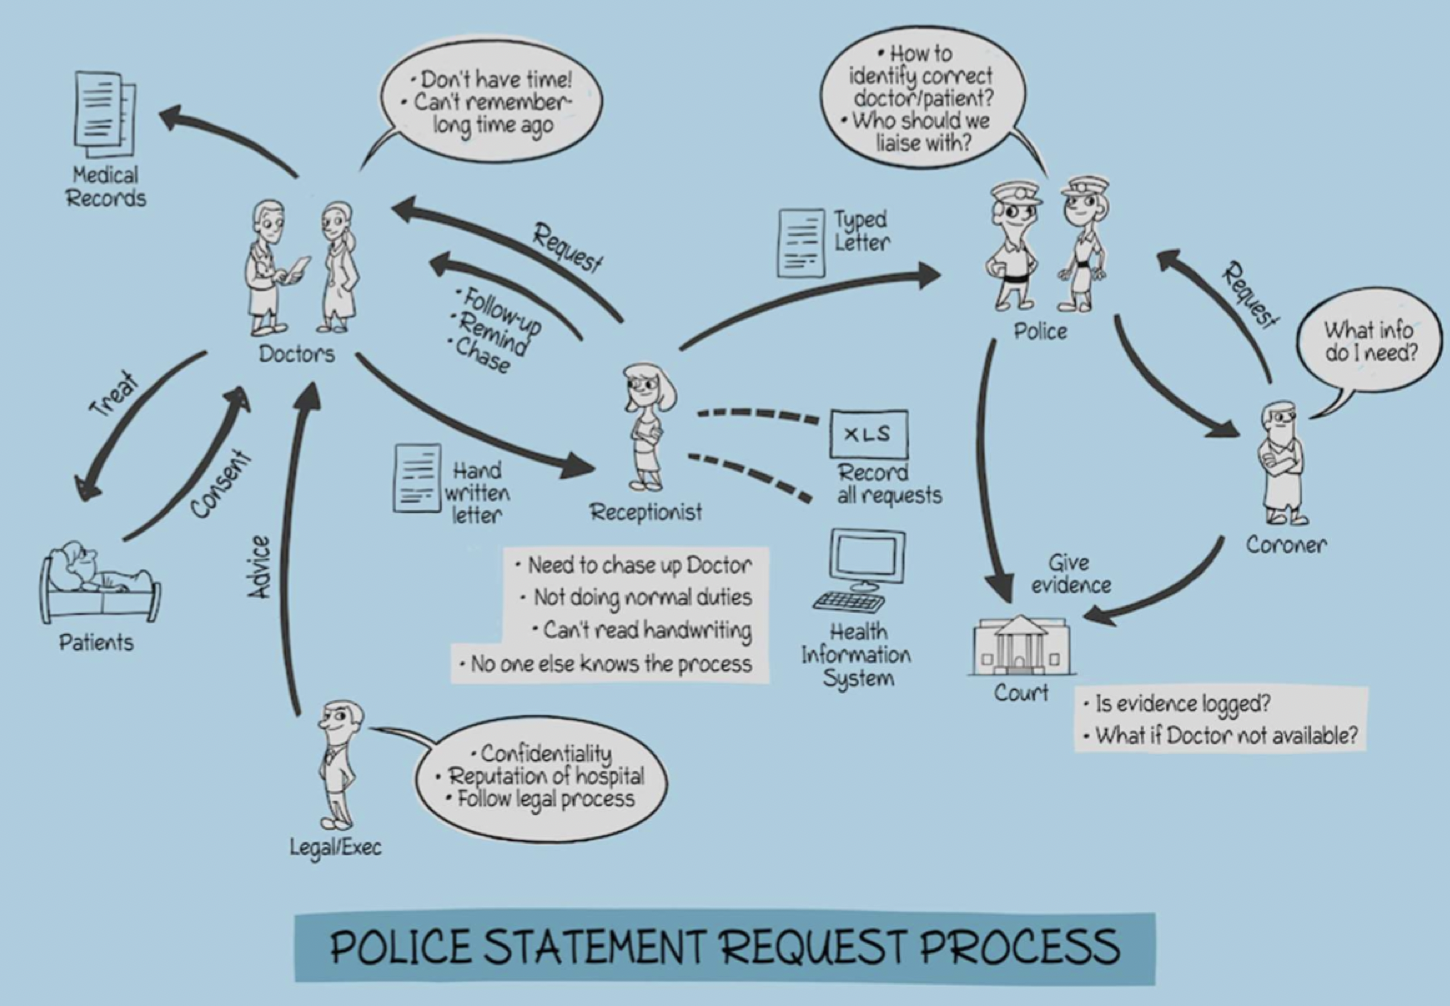 • Don't have time!
• Can't remember-
long time ago
• How to
identify correct
doctor/patient?
• Who should we
liaise with?
Medical
Records
Request
• Follow-up
• Remind
• Chase
Typed
Letter
Police
Request
What info
do I need?
Doctors
Treat
Consent
Advice
Hand
written
letter
Receptionist
XLS
Record
all requests
Coroner
Patients
• Need to chase up Doctor
• Not doing normal duties
• Can't read handwriting
• No one else knows the process
Health
Information
System
Give
evidence
Court
• Is evidence logged?
• What if Doctor not available?
• Confidentiality
• Reputation of hospital
• Follow legal process
Legal/Exec
POLICE STATEMENT REQUEST PROCESS